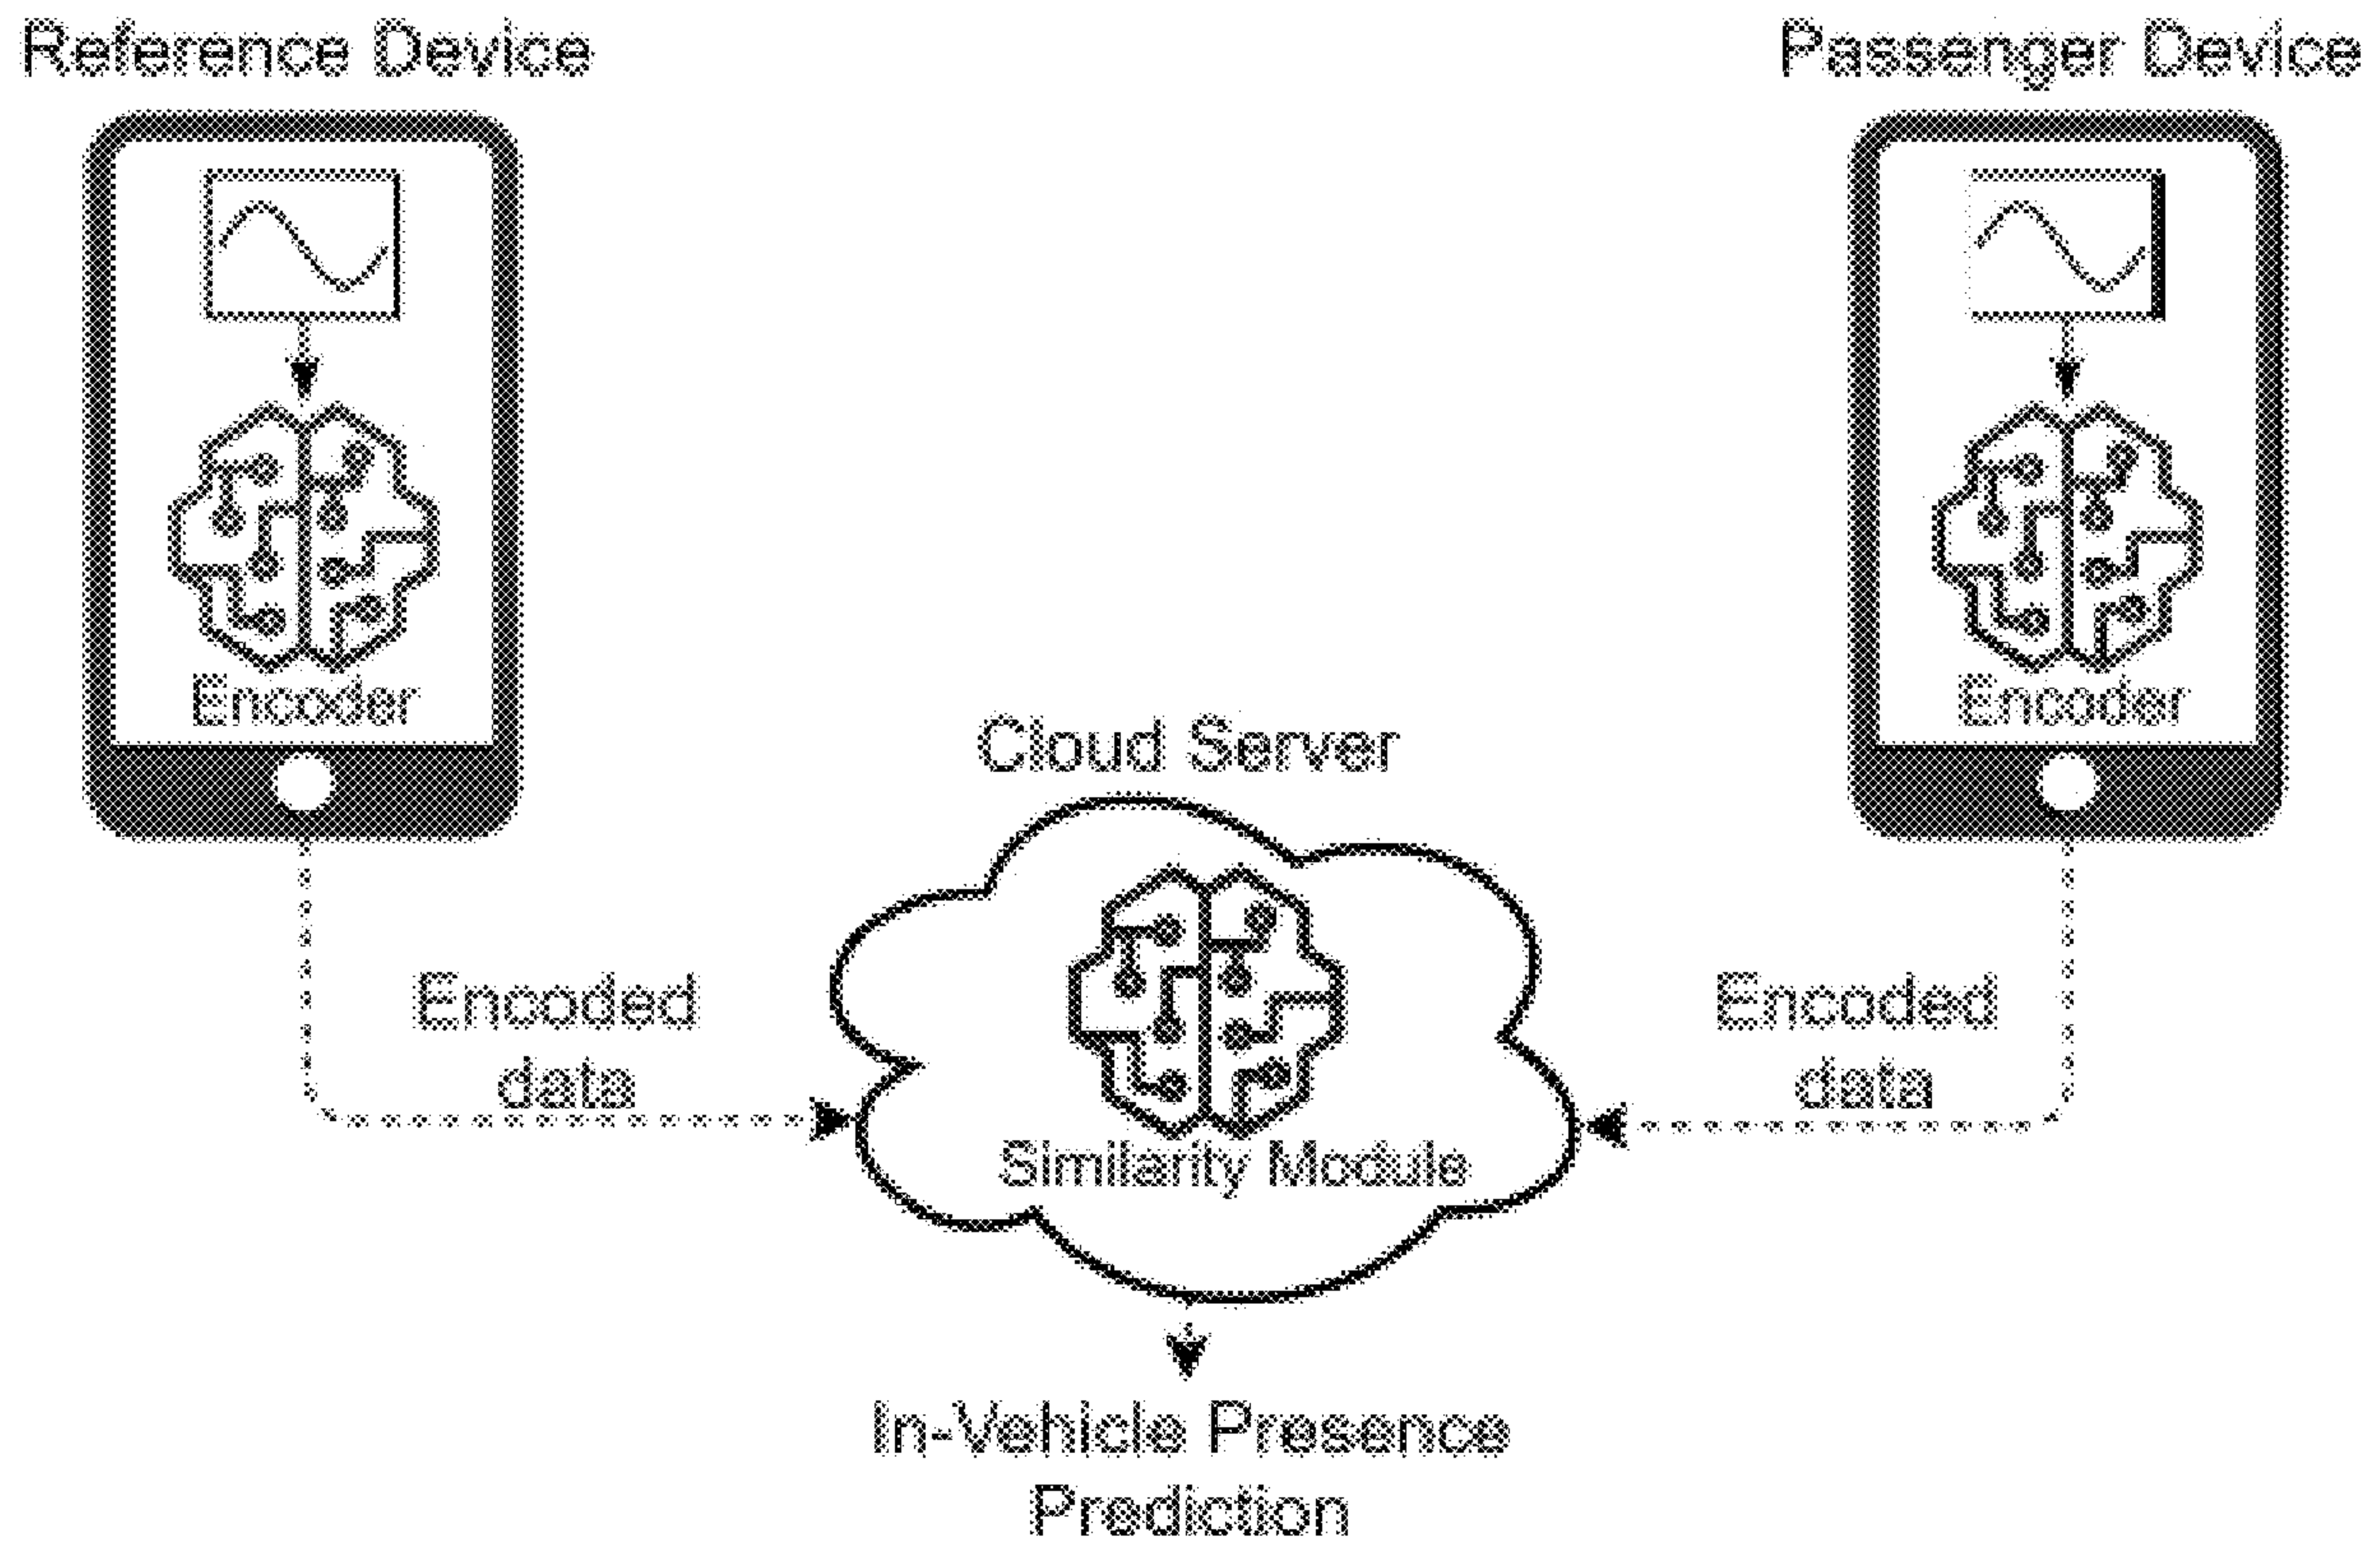 Reference Device
Passenger Device
Encoder
Encoder
Cloud Server
Encoded
data
Encoded
data
Similarity Module
In-Vehicle Presence
Prediction